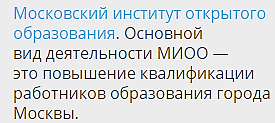 Московский институт открытого
образования. Основной
вид деятельности МИОО —
это повышение квалификации
работников образования города
Москвы.